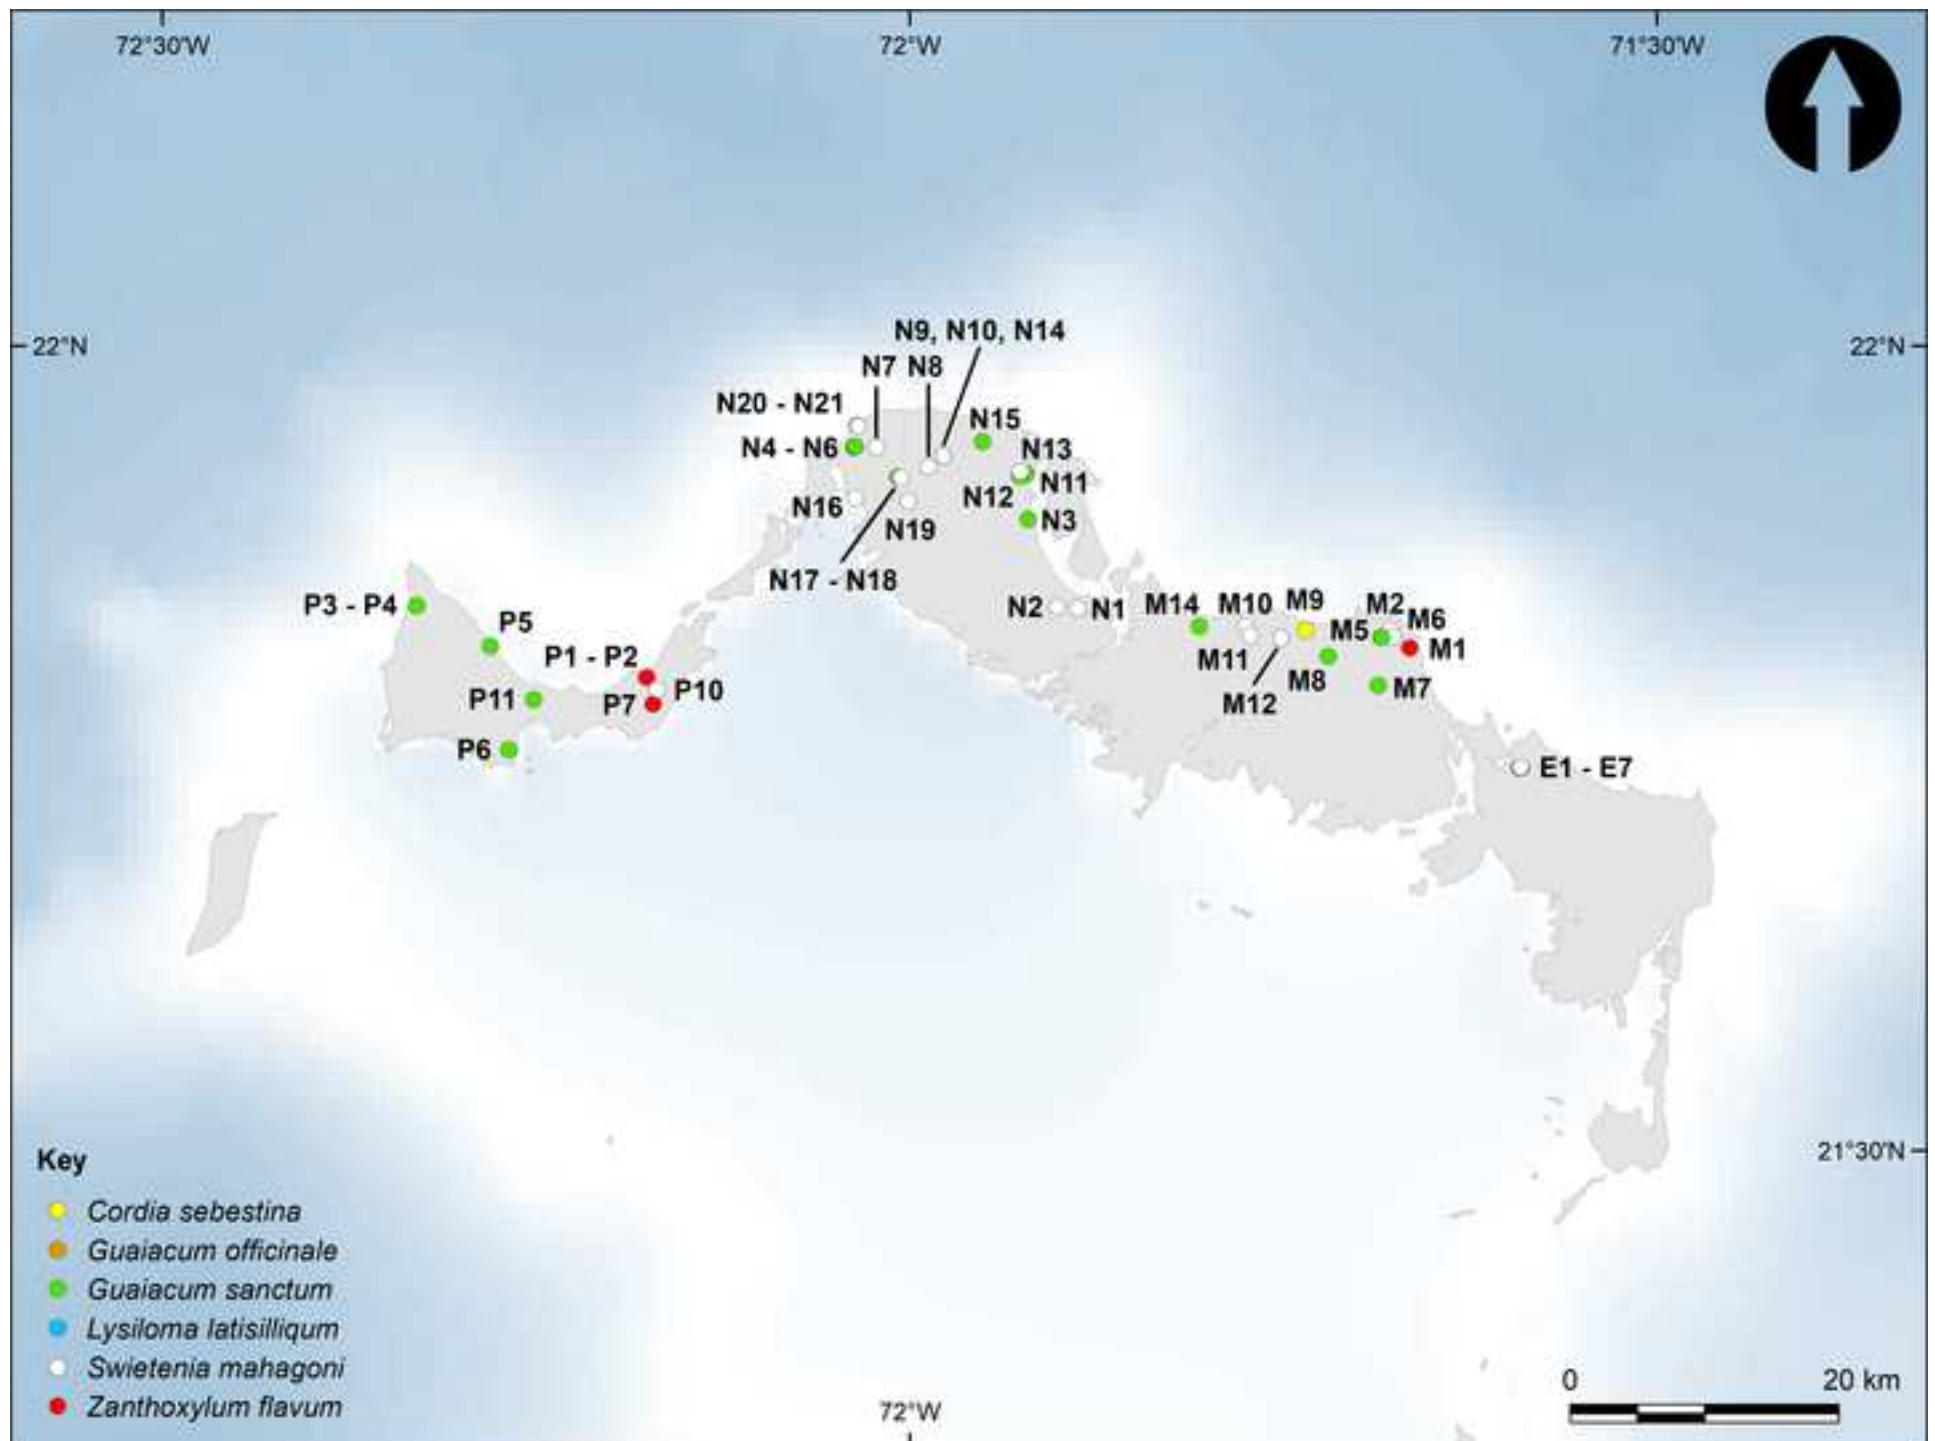 72°30'W
72°W
71°30'W
22°N
22°N
N9, N10, N14
N7 N8
N20 - N21
N15
N4 - N6
N13
N11
N12
N16
N3
N19
N17 - N18
P3 - P4
N2
N1
M14
M10
M9
M2
M6
P5
M5
M1
P1 - P2
M11
M8
M7
P10
P11
P7
M12
P6
E1 - E7
21°30'N
Key
Cordia sebestina
Guaiacum officinale
Guaiacum sanctum
Lysiloma latisilliqum
Swietenia mahagoni
Zanthoxylum flavum
0
20 km
72°W